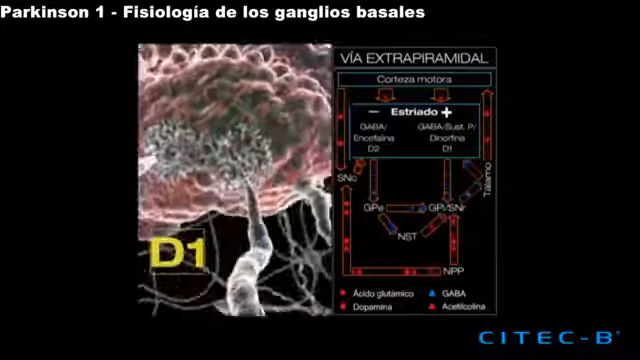 Parkinson 1 - Fisiología de los ganglios basales
VÍA EXTRAPIRAMIDAL
Corteza motora
− Estriado +
GABA/ Encefalina D2
GABA/Sust. P/ Dinorfina D1
SNc
Tálamo
GPe
GPi/SNr
NST
D1
NPP
Ácido glutámico
GABA
Dopamina
Acetilcolina
CITEC-B